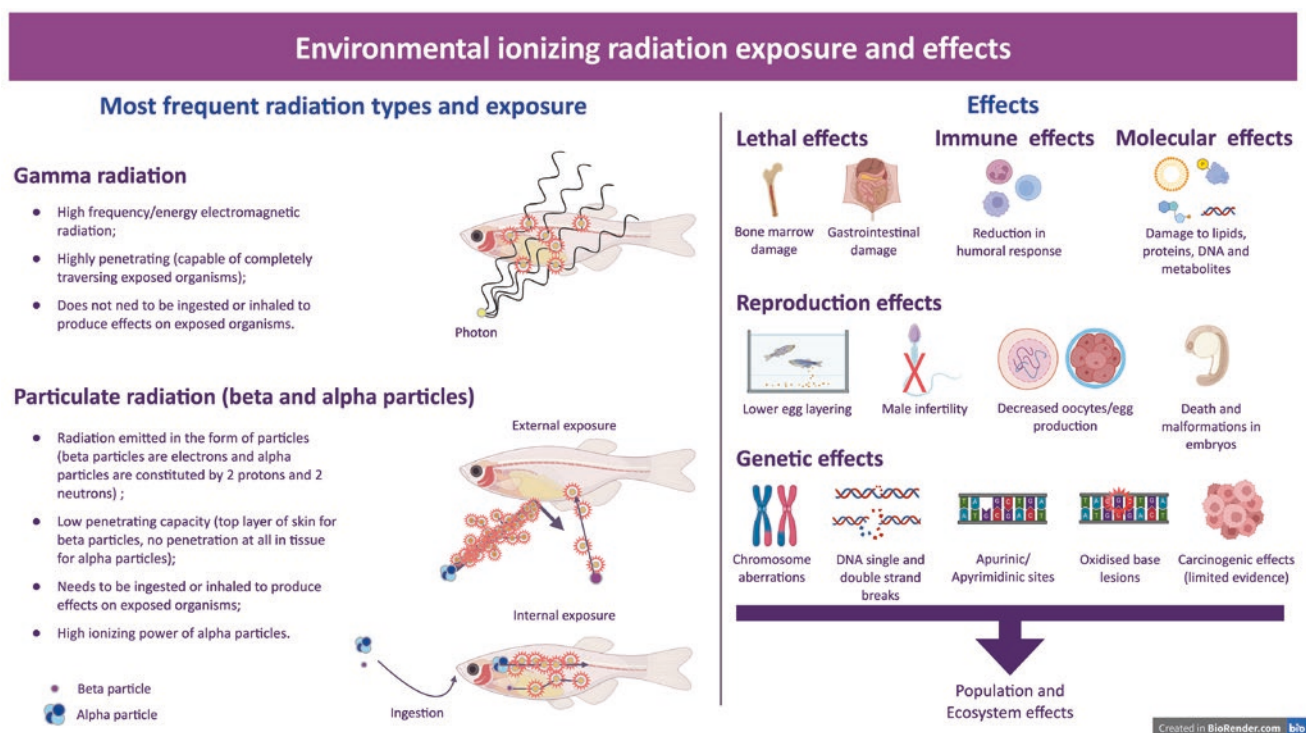 Environmental ionizing radiation exposure and effects
Most frequent radiation types and exposure
Gamma radiation
● High frequency/energy electromagnetic
radiation;
● Highly penetrating (capable of completely
traversing exposed organisms);
● Does not ned to be ingested or inhaled to
produce effects on exposed organisms.
Photon
Particulate radiation (beta and alpha particles)
● Radiation emitted in the form of particles
(beta particles are electrons and alpha
particles are constituted by 2 protons and 2
neutrons) ;
● Low penetrating capacity (top layer of skin for
beta particles, no penetration at all in tissue
for alpha particles);
● Needs to be ingested or inhaled to produce
effects on exposed organisms;
● High ionizing power of alpha particles.
External exposure
Internal exposure
Beta particle
Alpha particle
Ingestion
Effects
Lethal effects
Bone marrow
damage
Gastrointestinal
damage
Immune effects
Reduction in
humoral response
Molecular effects
Damage to lipids,
proteins, DNA and
metabolites
Reproduction effects
Lower egg layering
Male infertility
Decreased oocytes/egg
production
Death and
malformations in
embryos
Genetic effects
Chromosome
aberrations
DNA single and
double strand
breaks
Apurinic/
Apyrimidinic sites
Oxidised base
lesions
Carcinogenic effects
(limited evidence)
Population and
Ecosystem effects
Created in BioRender.com bio